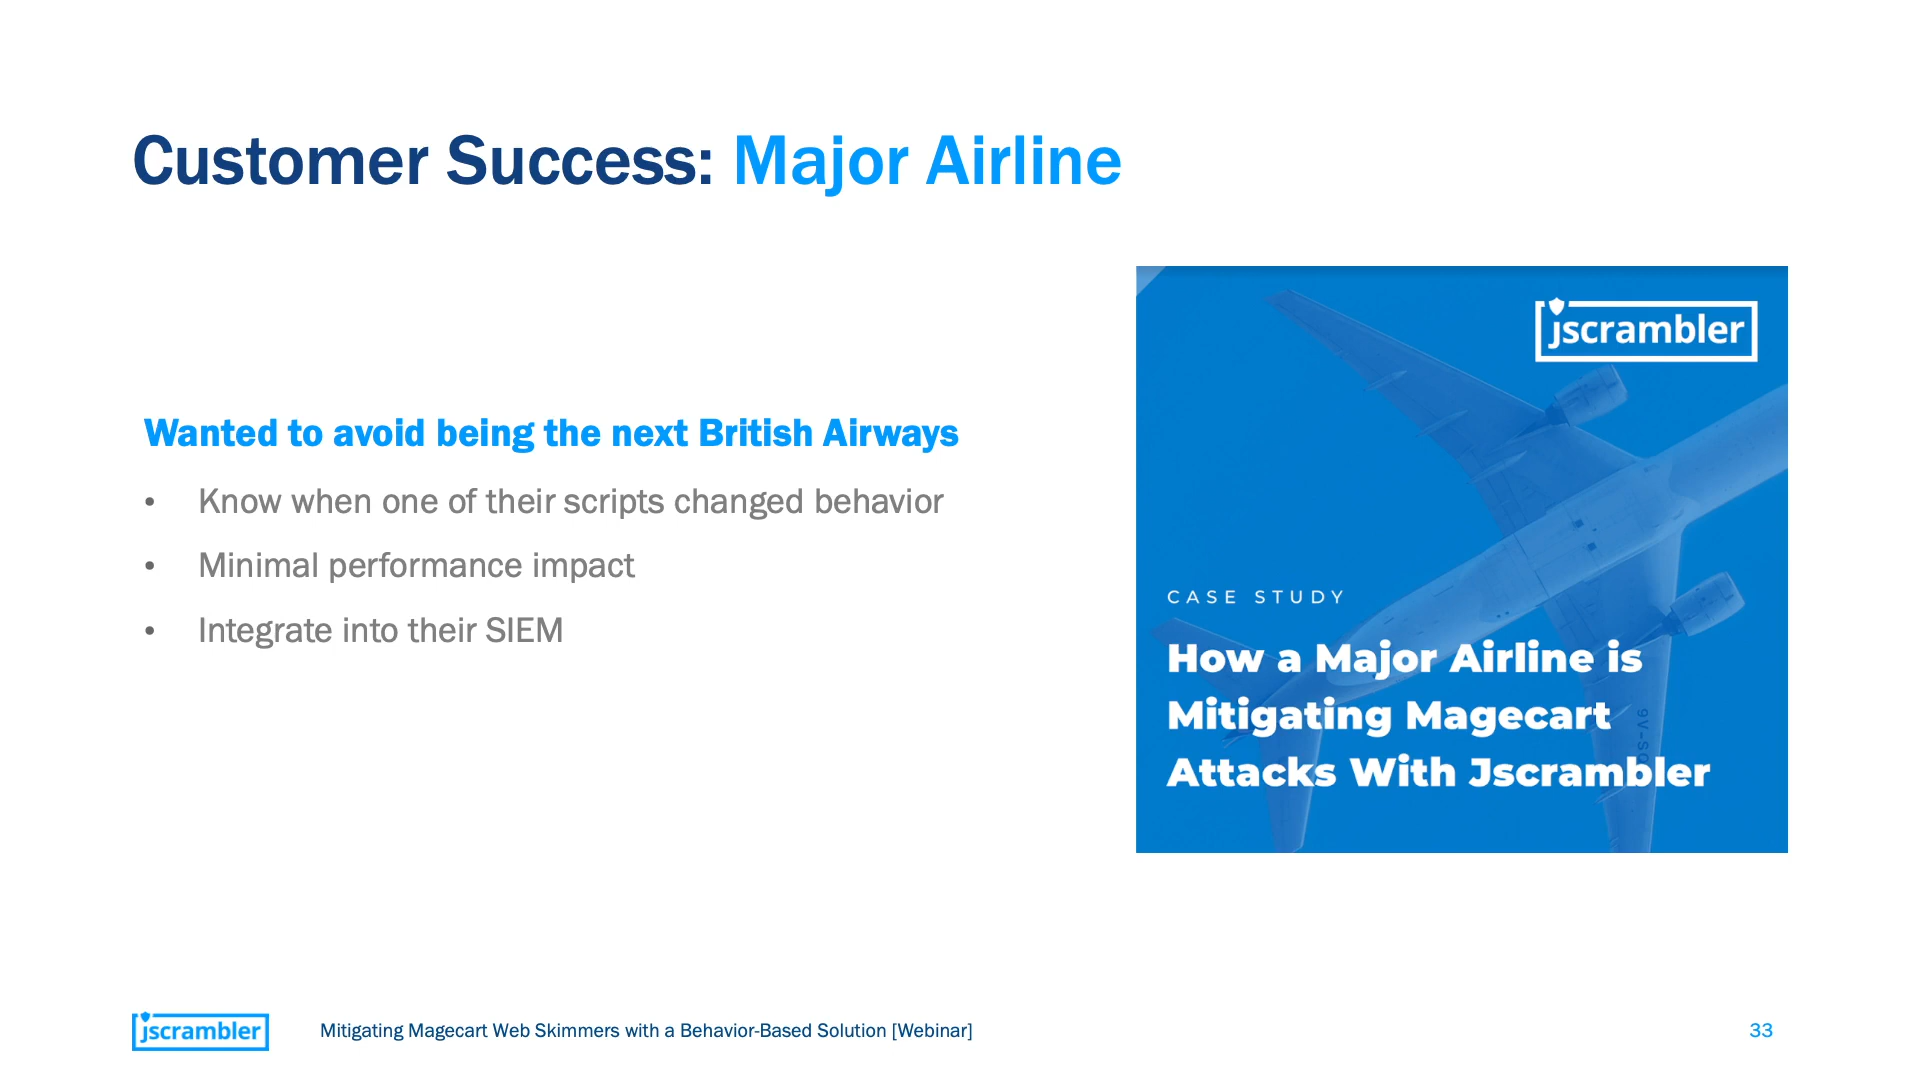 Customer Success: Major Airline
Wanted to avoid being the next British Airways
• Know when one of their scripts changed behavior
• Minimal performance impact
• Integrate into their SIEM
jscrambler
CASE STUDY
How a Major Airline is
Mitigating Magecart
Attacks With Jscrambler
jscrambler
Mitigating Magecart Web Skimmers with a Behavior-Based Solution [Webinar]
33